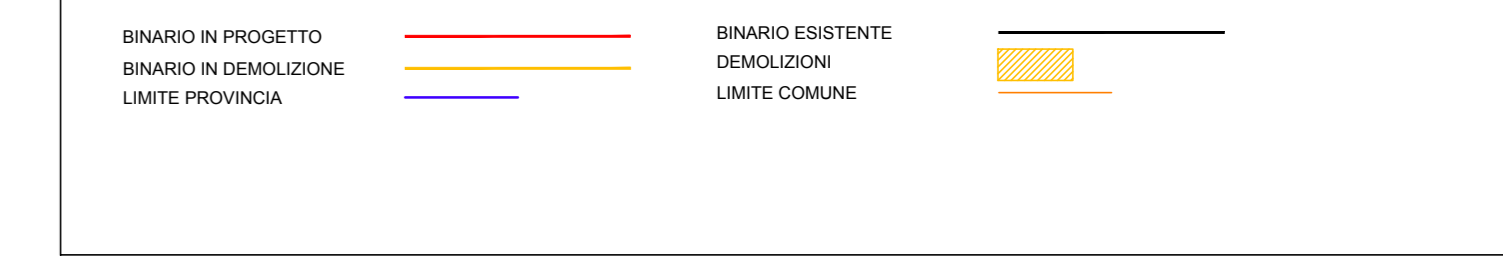 BINARIO IN PROGETTO
BINARIO IN DEMOLIZIONE
LIMITE PROVINCIA
BINARIO ESISTENTE
DEMOLIZIONI
LIMITE COMUNE